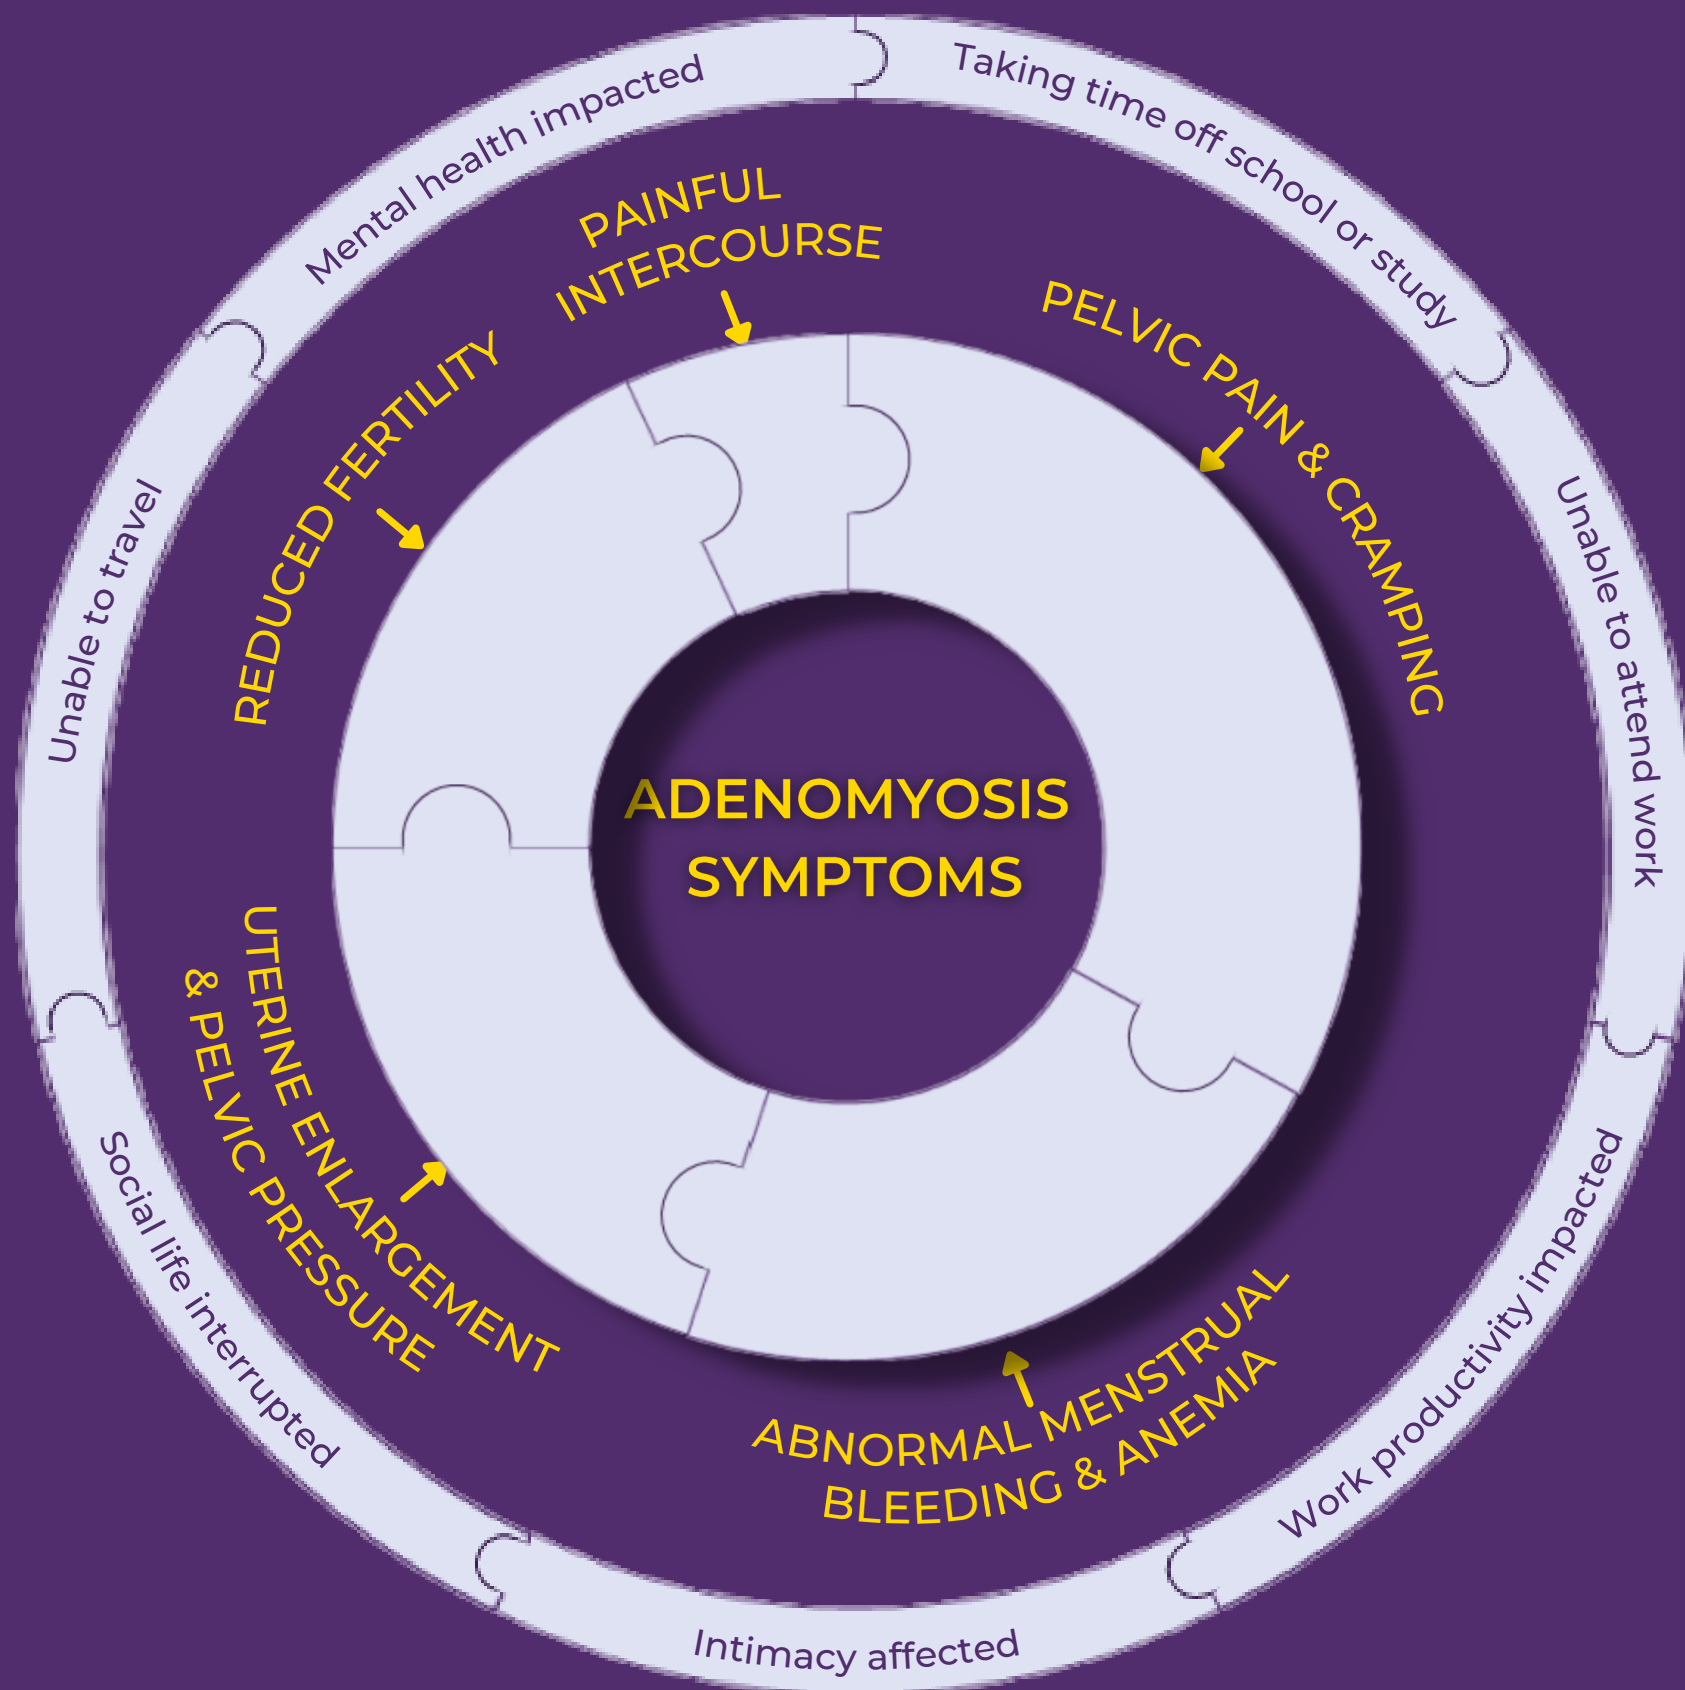 ADENOMYOSIS
SYMPTOMS
PELVIC PAIN & CRAMPING
ABNORMAL MENSTRUAL
BLEEDING & ANEMIA
UTERINE ENLARGEMENT
& PELVIC PRESSURE
REDUCED FERTILITY
PAINFUL
INTERCOURSE
Taking time off school or study
Unable to attend work
Work productivity impacted
Intimacy affected
Social life interrupted
Unable to travel
Mental health impacted